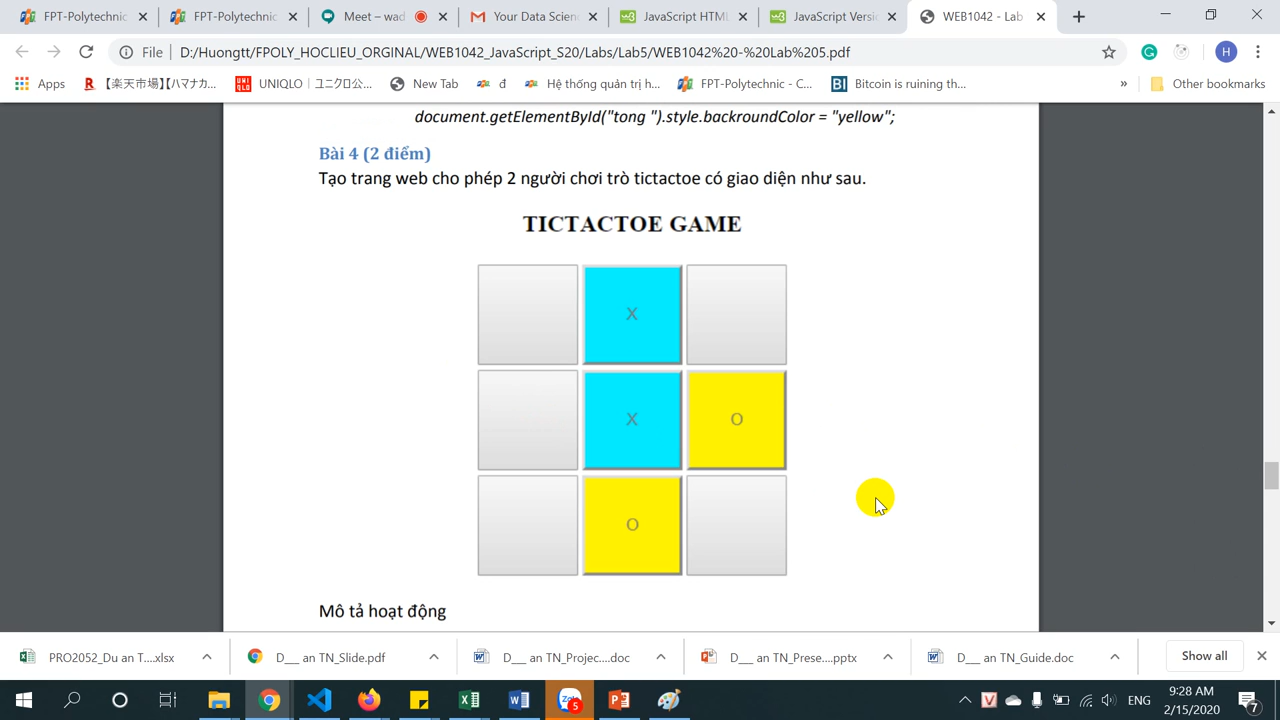 FPT-Polytechnic
FPT-Polytechnic
Meet – wad
Your Data Scien
JavaScript HTML
JavaScript Versi
WEB1042 - Lab
File
D:/Huongtt/FPOLY_HOCLIEU_ORGINAL/WEB1042_JavaScript_S20/Labs/Lab5/WEB1042%20-%20Lab%205.pdf
H
Apps
【楽天市場】[ハマナカ...
UNIQLO｜ユニクロ公...
New Tab
đ
Hệ thống quản trị h...
FPT-Polytechnic - C...
BI
Bitcoin is ruining th...
»
Other bookmarks
document.getElementById("tong ").style.backroundColor = "yellow";
Bài 4 (2 điểm)
Tạo trang web cho phép 2 người chơi trò tictactoe có giao diện như sau.
TICTACTOE GAME
X
X O
O
Mô tả hoạt động
PRO2052_Du an T....xlsx
D___ an TN_Slide.pdf
D___ an TN_Projec....doc
D___ an TN_Prese....pptx
D___ an TN_Guide.doc
Show all
5
ENG
9:28 AM
2/15/2020
7